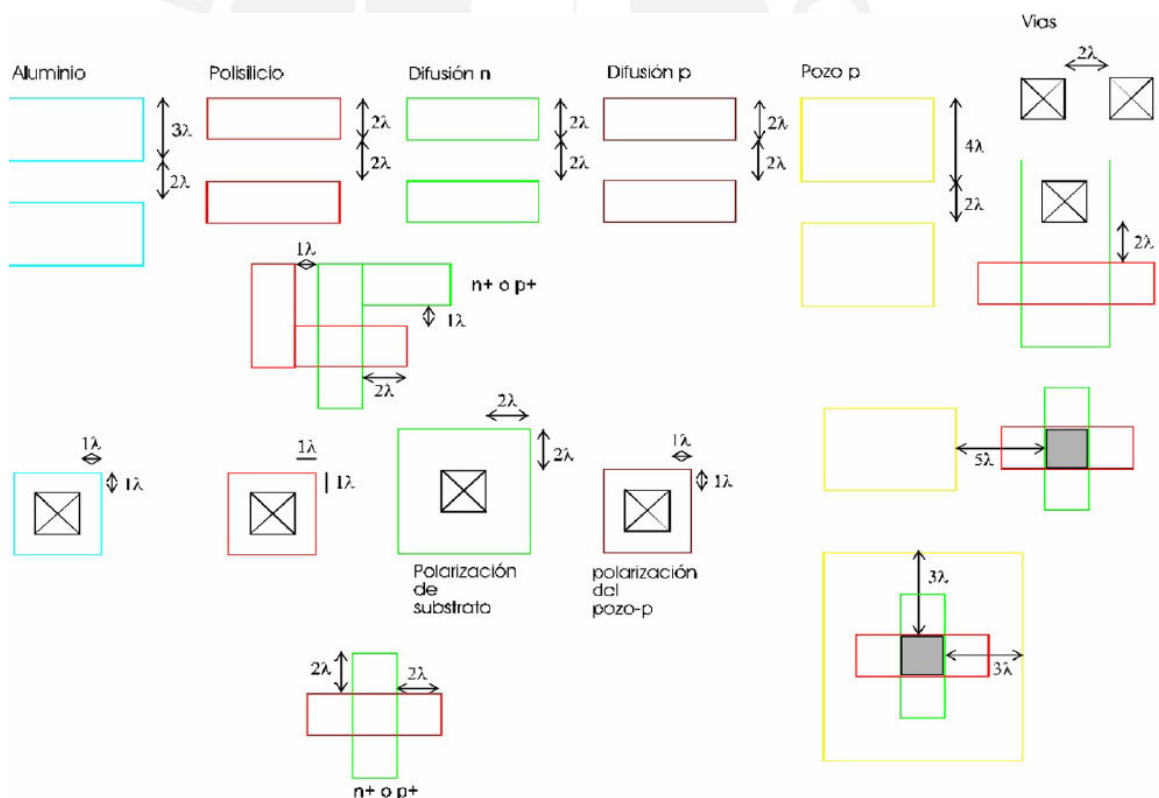 Vias
2λ
Aluminio
Polisilicio
Difusión n
Difusión p
Pozo p
3λ
2λ
2λ
2λ
2λ
2λ
2λ
2λ
4λ
2λ
2λ
1λ
n+ o p+
1λ
2λ
1λ
1λ
1λ
1λ
2λ
2λ
1λ
1λ
5λ
Polarización
de
substrato
polarización
del
pozo-p
3λ
3λ
2λ
2λ
n+ o p+